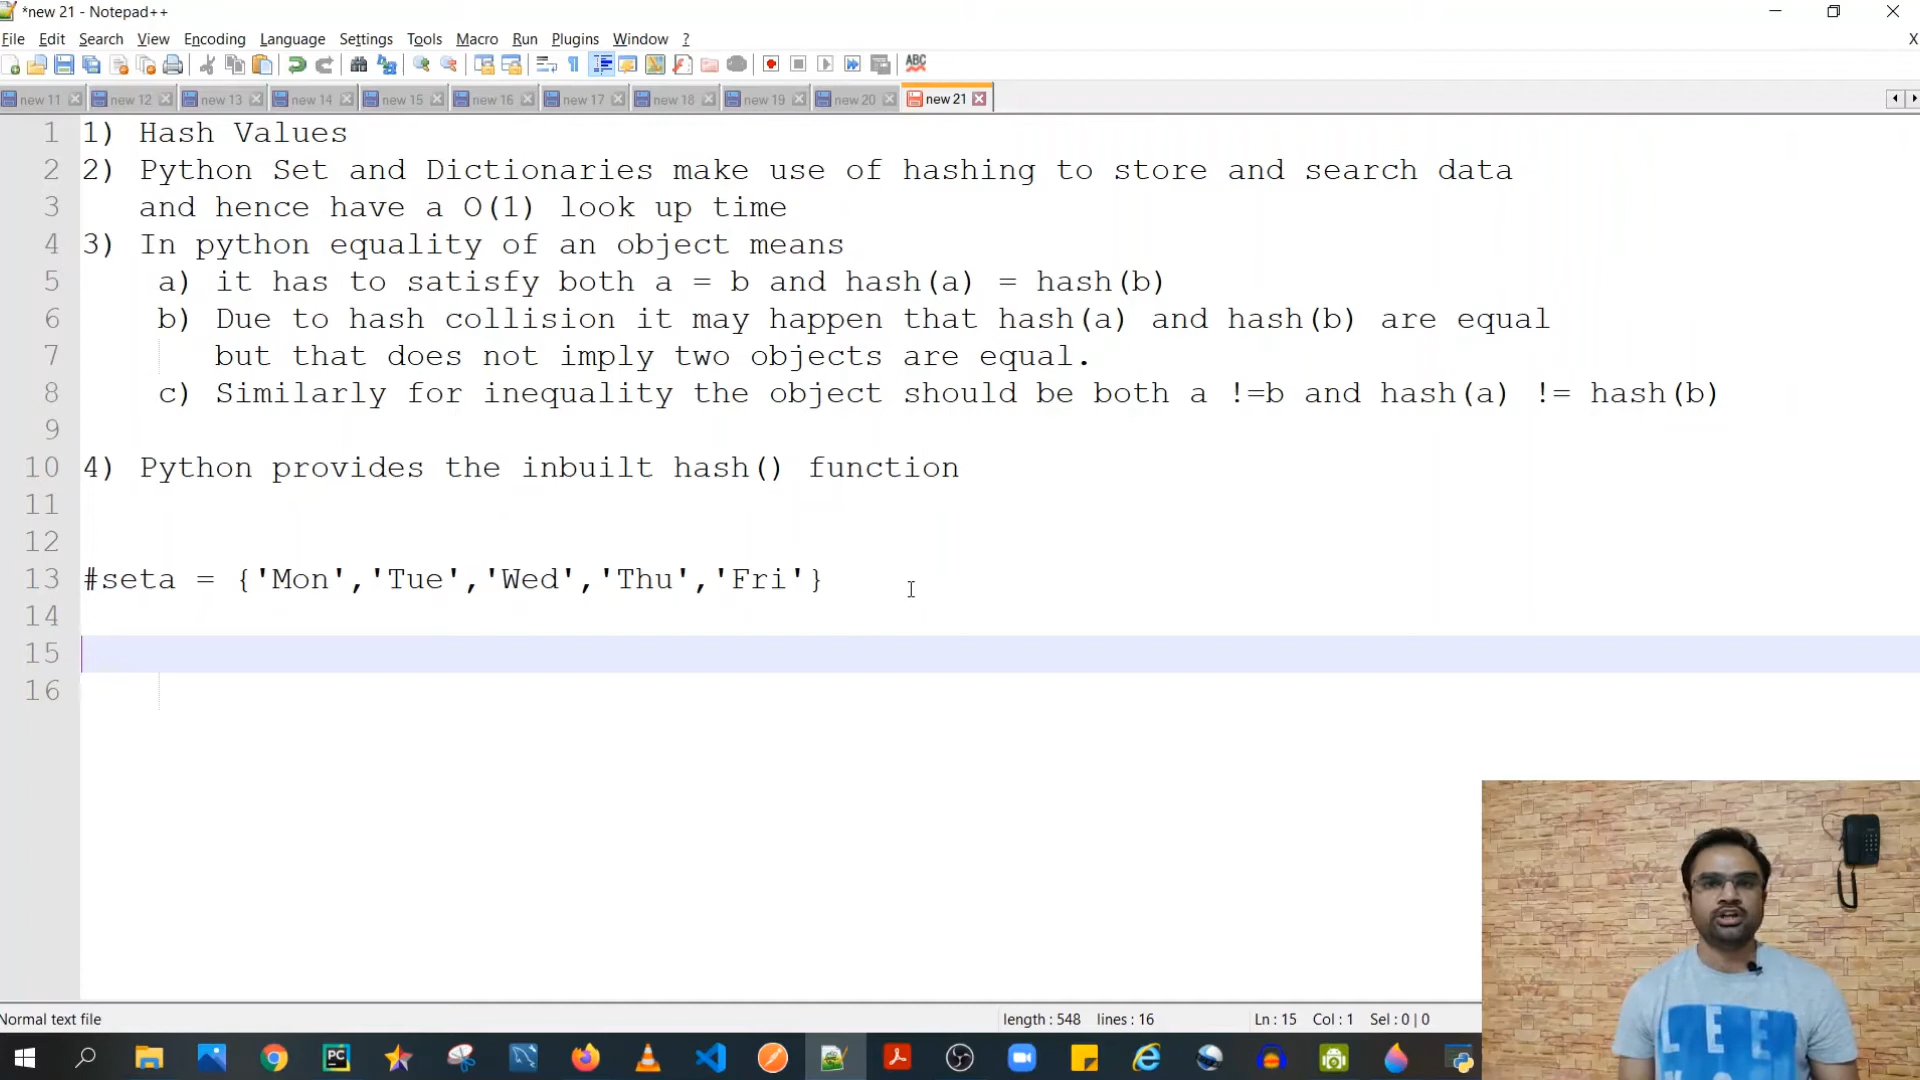 *new 21 - Notepad++
File Edit Search View Encoding Language Settings Tools Macro Run Plugins Window ? X
ABC
new 11 new 12 new 13 new 14 new 15 new 16 new 17 new 18 new 19 new 20 new 21
1 1) Hash Values
2 2) Python Set and Dictionaries make use of hashing to store and search data
3 and hence have a O(1) look up time
4 3) In python equality of an object means
5 a) it has to satisfy both a = b and hash(a) = hash(b)
6 b) Due to hash collision it may happen that hash(a) and hash(b) are equal
7 but that does not imply two objects are equal.
8 c) Similarly for inequality the object should be both a !=b and hash(a) != hash(b)
9
10 4) Python provides the inbuilt hash() function
11
12
13 #seta = {'Mon','Tue','Wed','Thu','Fri'}
14
15
16
Normal text file length : 548 lines : 16 Ln : 15 Col : 1 Sel : 0 | 0
PC
LEE